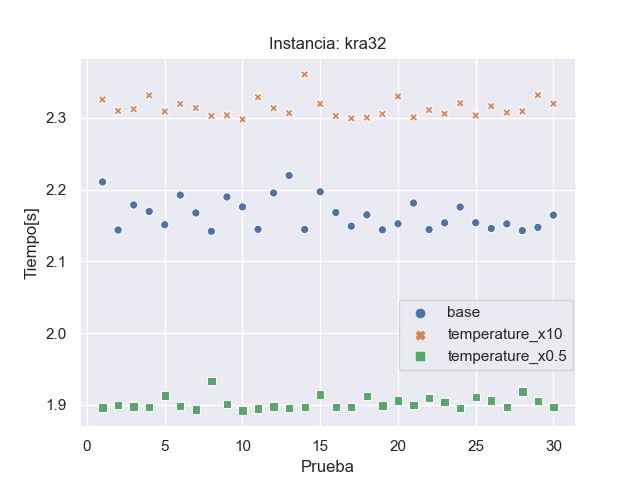 Instancia: kra32
Tiempo[s]
2.3
2.2
2.1
2.0
1.9
base
temperature_x10
temperature_x0.5
0 5 10 15 20 25 30
Prueba